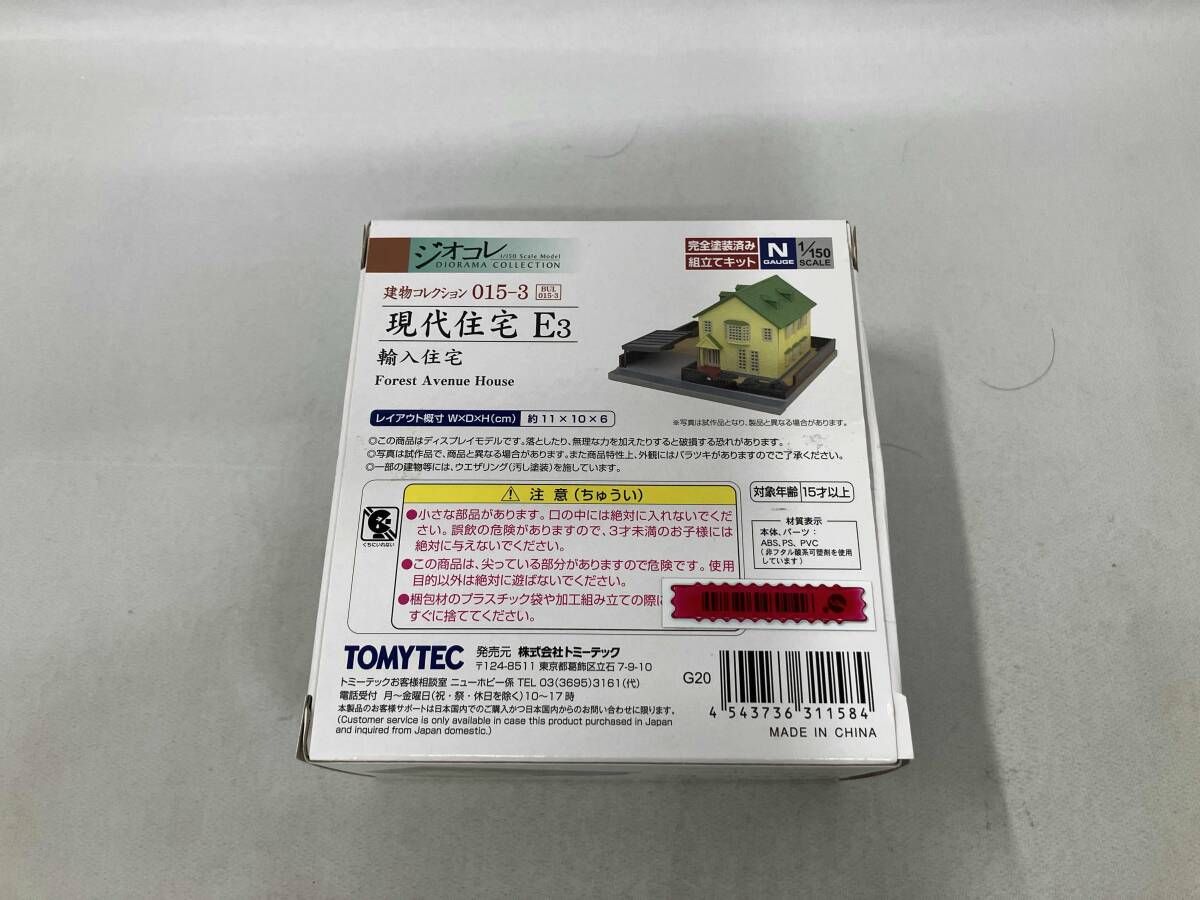 ジオコレ
1/150 Scale Model
DIORAMA COLLECTION
完全塗装済み
組立てキット
N
GAUGE
1/150
SCALE
建物コレクション 015-3 BUL 015-3
現代住宅 E3
輸入住宅
Forest Avenue House
レイアウト概寸 W×D×H(cm) 約11×10×6
※写真は試作品となり、製品と異なる場合があります。
◎この商品はディスプレイモデルです。落としたり、無理な力を加えたりすると破損する恐れがあります。
◎写真は試作品で、商品と異なる場合があります。また商品特性上、外観にはバラツキがありますのでご了承ください。
◎一部の建物等には、ウエザリング(汚し塗装)を施しています。
くちにいれない
⚠ 注意(ちゅうい)
●小さな部品があります。口の中には絶対に入れないでくだ
さい。誤飲の危険がありますので、3才未満のお子様には
絶対に与えないでください。
●この商品は、尖っている部分がありますので危険です。使用
目的以外は絶対に遊ばないでください。
●梱包材のプラスチック袋や加工組み立ての際に
すぐに捨ててください。
対象年齢 15才以上
材質表示
本体、パーツ:
ABS、PS、PVC
(非フタル酸系可塑剤を使用
しています)
TOMYTEC 発売元 株式会社トミーテック
〒124-8511 東京都葛飾区立石 7-9-10
トミーテックお客様相談室 ニューホビー係 TEL 03(3695)3161(代)
電話受付 月〜金曜日(祝・祭・休日を除く)10〜17時
本製品のお客様サポートは日本国内でのご購入かつ日本国内からのお問い合わせに限ります。
(Customer service is only available in case this product purchased in Japan
and inquired from Japan domestic.)
G20
4 543736 311584
MADE IN CHINA